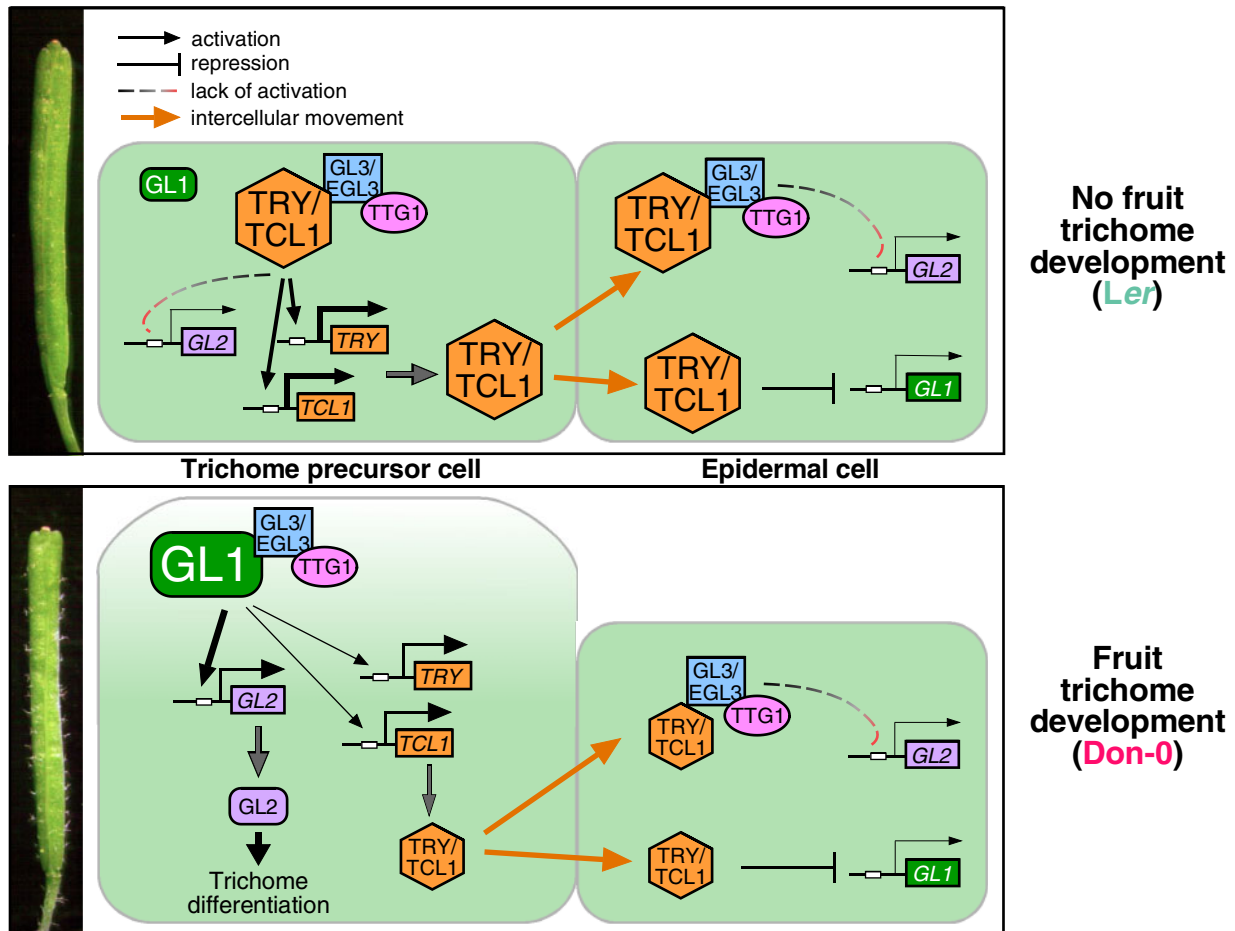 activation
repression
lack of activation
intercellular movement
GL1
TRY/
TCL1
GL3/
EGL3
TTG1
GL2
TRY
TCL1
TRY/
TCL1
TRY/
TCL1
GL3/
EGL3
TTG1
GL2
TRY/
TCL1
GL1
No fruit
trichome
development
(Ler)
Trichome precursor cell
Epidermal cell
GL1
GL3/
EGL3
TTG1
GL2
TRY
TCL1
GL2
Trichome
differentiation
TRY/
TCL1
GL3/
EGL3
TTG1
TRY/
TCL1
GL2
TRY/
TCL1
GL1
Fruit
trichome
development
(Don-0)